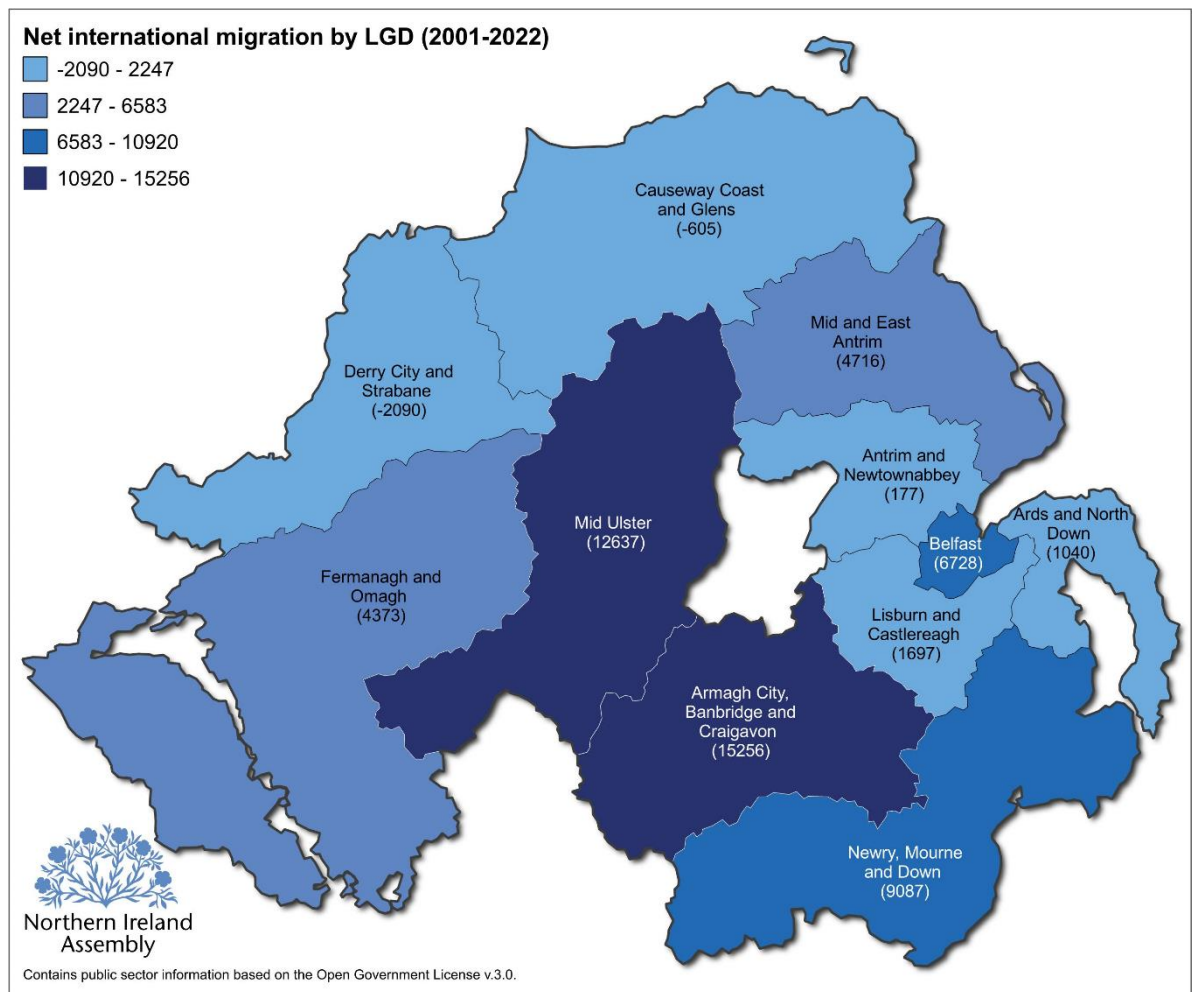 Net international migration by LGD (2001-2022)
-2090 - 2247
2247 - 6583
6583 - 10920
10920 - 15256
Causeway Coast
and Glens
(-605)
Mid and East
Antrim
(4716)
Derry City and
Strabane
(-2090)
Antrim and
Newtownabbey
(177)
Ards and North
Down
(1040)
Belfast
(6728)
Mid Ulster
(12637)
Fermanagh and
Omagh
(4373)
Lisburn and
Castlereagh
(1697)
Armagh City,
Banbridge and
Craigavon
(15256)
Newry, Mourne
and Down
(9087)
Northern Ireland
Assembly
Contains public sector information based on the Open Government License v.3.0.